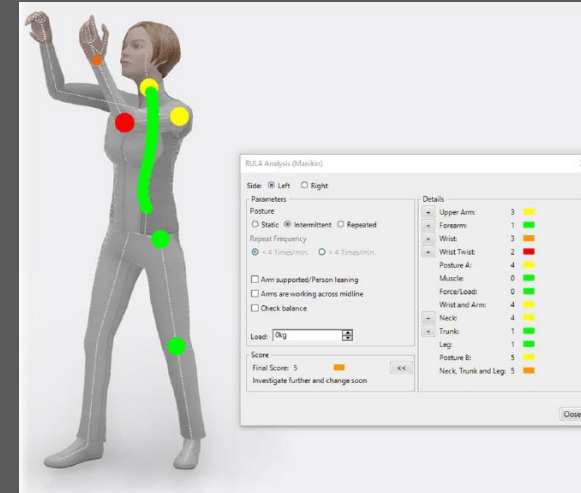 RULA Analysis (Manikin)
Side: Left Right
Parameters
Posture
Static Intermittent Repeated
Repeat Frequency
< 4 Times/min. > 4 Times/min.
Arm supported/Person leaning
Arms are working across midline
Check balance
Load: 0kg
Score
Final Score: 5
<<
Investigate further and change soon
Details
+ Upper Arm: 3
+ Forearm: 1
+ Wrist: 3
+ Wrist Twist: 2
Posture A: 4
Muscle: 0
Force/Load: 0
Wrist and Arm: 4
+ Neck: 4
+ Trunk: 1
Leg: 1
Posture B: 5
Neck, Trunk and Leg: 5
Close